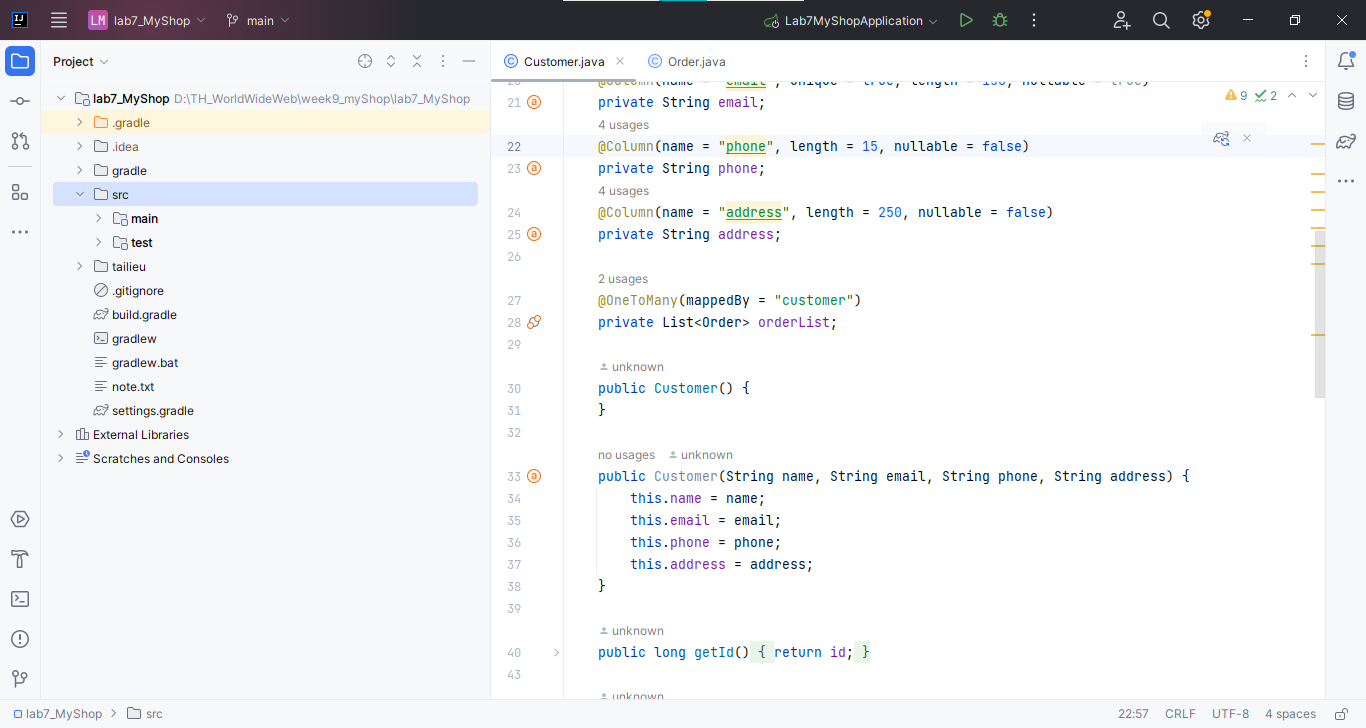 LM lab7_MyShop main Lab7MyShopApplication
Project
Customer.java
Order.java
lab7_MyShop D:\TH_WorldWideWeb\week9_myShop\lab7_MyShop
.gradle
.idea
gradle
src
main
test
tailieu
.gitignore
build.gradle
gradlew
gradlew.bat
note.txt
settings.gradle
External Libraries
Scratches and Consoles
9 2
21 private String email;
4 usages
22 @Column(name = "phone", length = 15, nullable = false)
23 private String phone;
4 usages
24 @Column(name = "address", length = 250, nullable = false)
25 private String address;
26
2 usages
27 @OneToMany(mappedBy = "customer")
28 private List<Order> orderList;
29
unknown
30 public Customer() {
31 }
32
no usages unknown
33 public Customer(String name, String email, String phone, String address) {
34 this.name = name;
35 this.email = email;
36 this.phone = phone;
37 this.address = address;
38 }
39
unknown
40 public long getId() { return id; }
43
unknown
lab7_MyShop > src
22:57 CRLF UTF-8 4 spaces